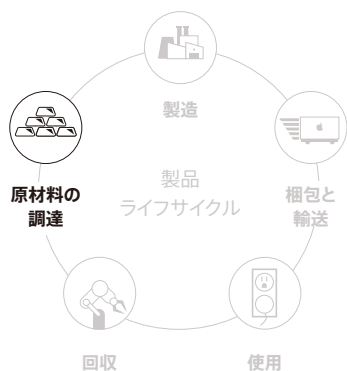 製造
原材料の
調達
製品
ライフサイクル
梱包と
輸送
回収
使用